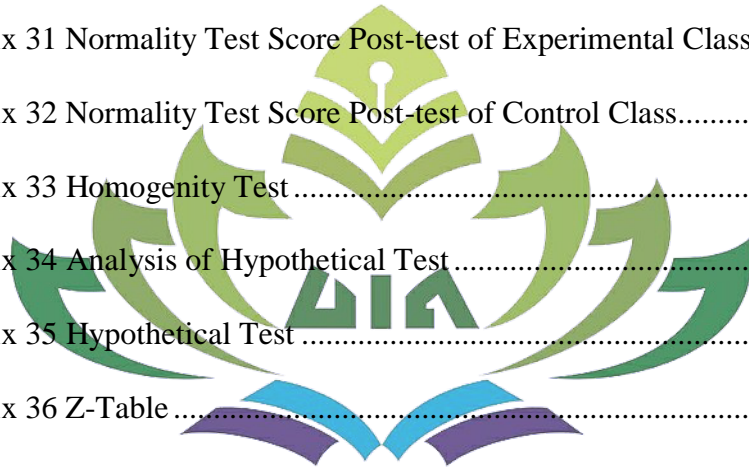 x 31 Normality Test Score Post-test of Experimental Class
x 32 Normality Test Score Post-test of Control Class.........
x 33 Homogenity Test............................................................
x 34 Analysis of Hypothetical Test.......................................
x 35 Hypothetical Test...........................................................
x 36 Z-Table...........................................................................